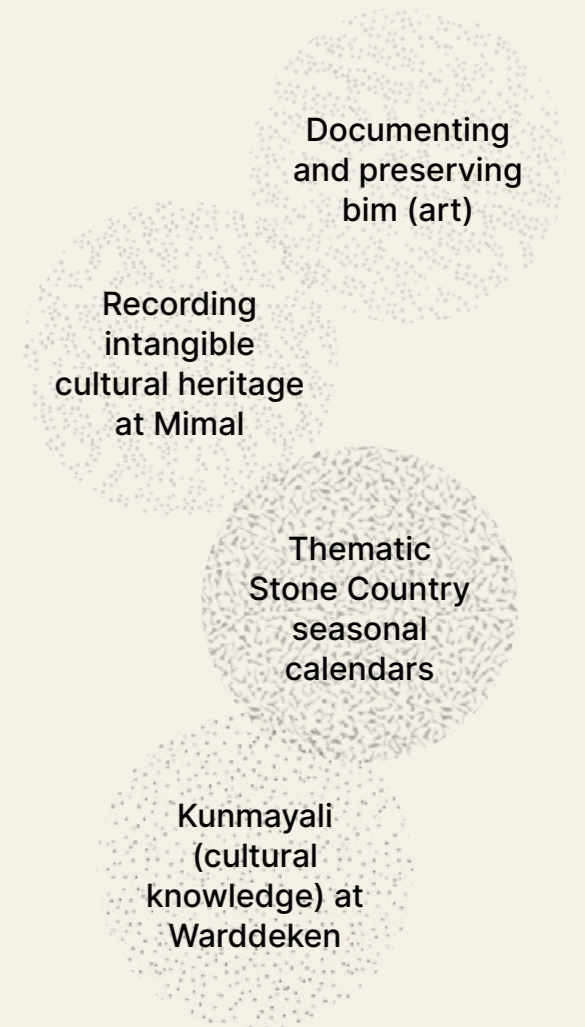 Documenting
and preserving
bim (art)
Recording
intangible
cultural heritage
at Mimal
Thematic
Stone Country
seasonal
calendars
Kunmayali
(cultural
knowledge) at
Warddeken